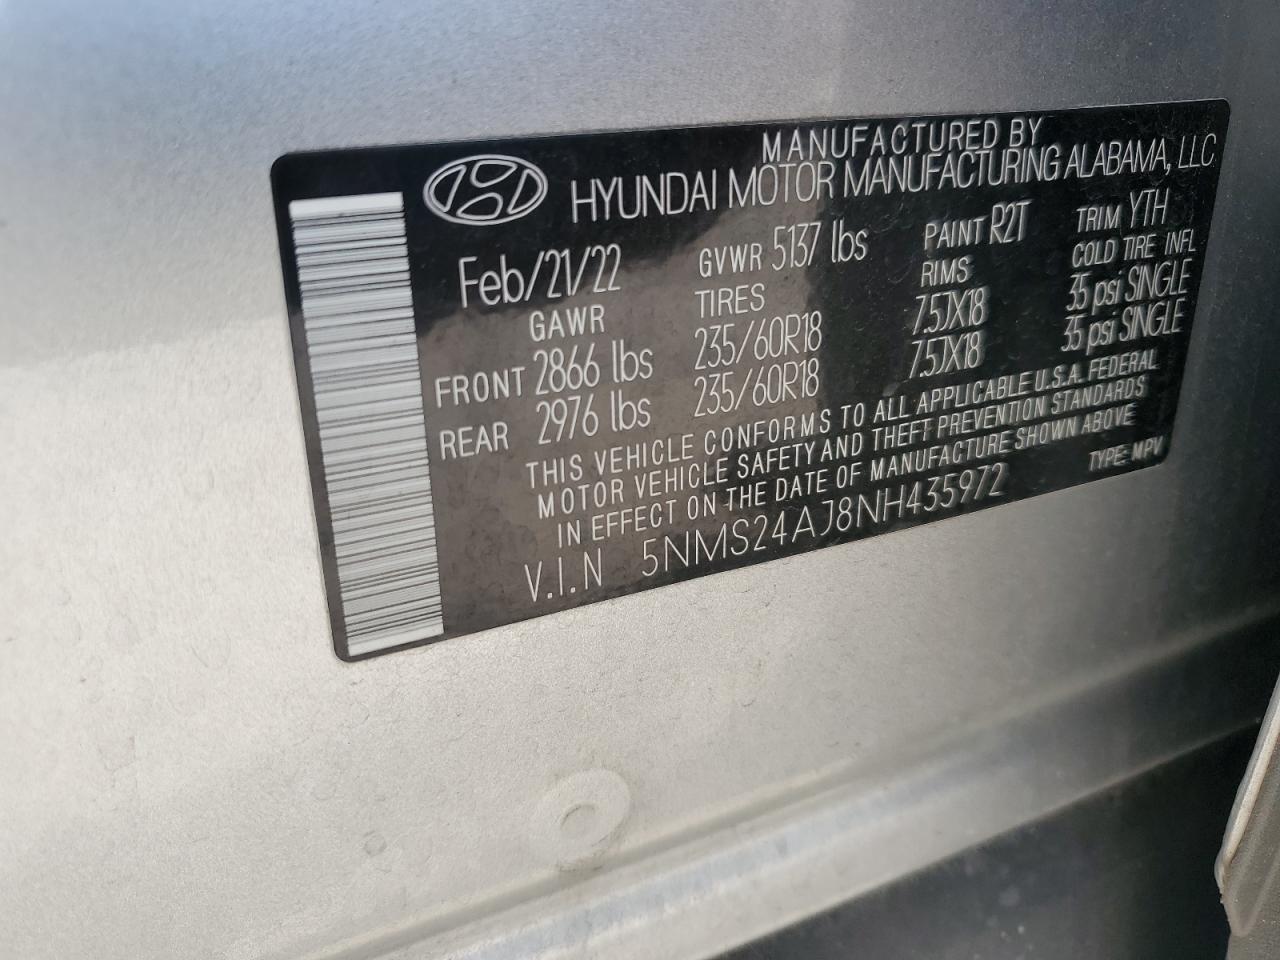 MANUFACTURED BY
HYUNDAI MOTOR MANUFACTURING ALABAMA, LLC
Feb/21/22 GVWR 5137 lbs PAINT R2T TRIM YTH
GAWR TIRES RIMS COLD TIRE INFL
FRONT 2866 lbs 235/60R18 7.5JX18 35 psi SINGLE
REAR 2976 lbs 235/60R18 7.5JX18 35 psi SINGLE
THIS VEHICLE CONFORMS TO ALL APPLICABLE U.S.A. FEDERAL
MOTOR VEHICLE SAFETY AND THEFT PREVENTION STANDARDS
IN EFFECT ON THE DATE OF MANUFACTURE SHOWN ABOVE
V.I.N 5NMS24AJ8NH435972 TYPE: MPV